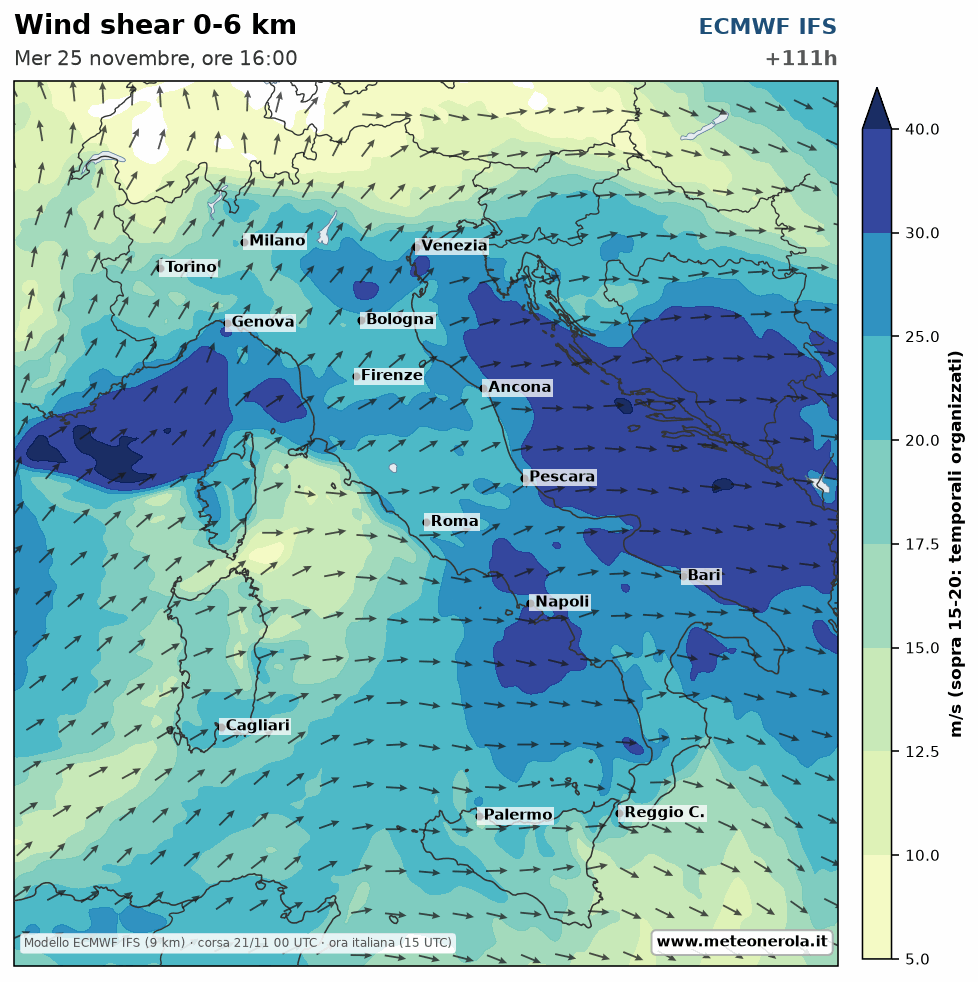 Wind shear 0-6 km
ECMWF IFS
Mer 25 novembre, ore 16:00
+111h
Milano
Venezia
Torino
Genova
Bologna
Firenze
Ancona
Pescara
Roma
Bari
Napoli
Cagliari
Palermo
Reggio C.
Modello ECMWF IFS (9 km) · corsa 21/11 00 UTC · ora italiana (15 UTC)
www.meteonerola.it
40.0
30.0
25.0
20.0
17.5
15.0
12.5
10.0
5.0
m/s (sopra 15-20: temporali organizzati)